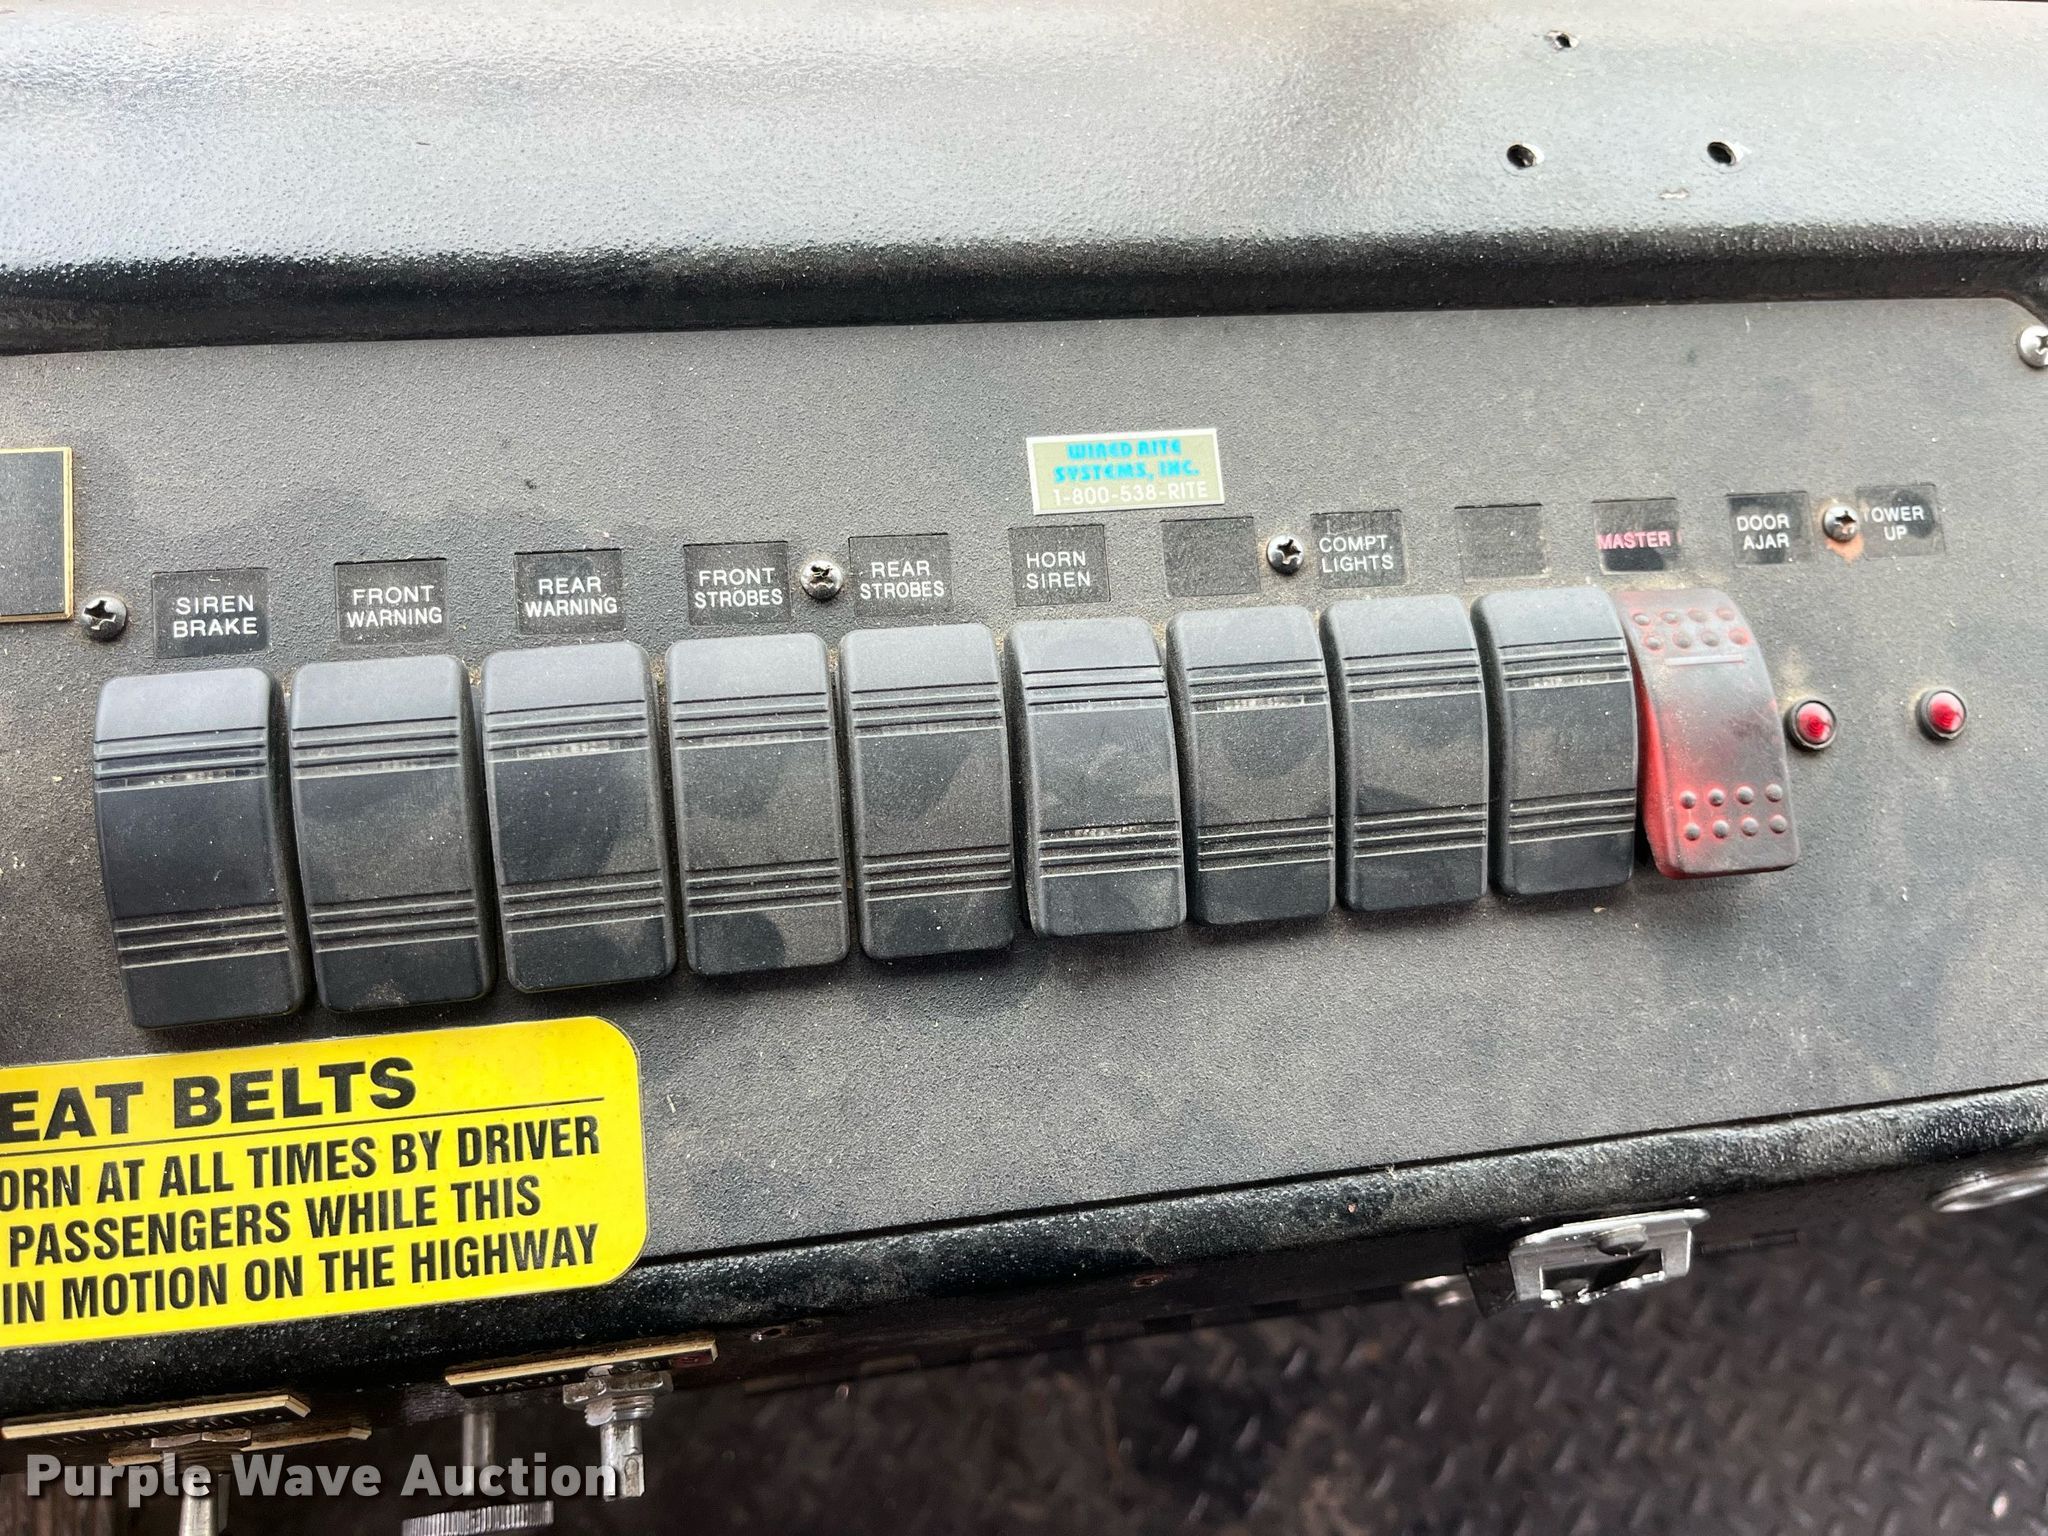 WIRED RITE
SYSTEMS, INC.
1-800-538-RITE
SIREN
BRAKE
FRONT
WARNING
REAR
WARNING
FRONT
STROBES
REAR
STROBES
HORN
SIREN
COMPT.
LIGHTS
MASTER
DOOR
AJAR
TOWER
UP
EAT BELTS
ORN AT ALL TIMES BY DRIVER
PASSENGERS WHILE THIS
IN MOTION ON THE HIGHWAY
Purple Wave Auction